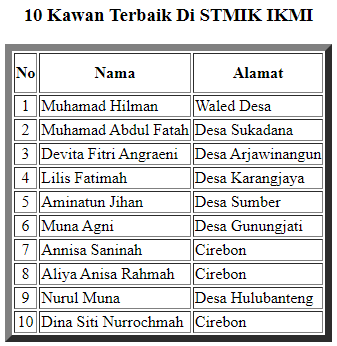 10 Kawan Terbaik Di STMIK IKMI
No Nama Alamat
1 Muhamad Hilman Waled Desa
2 Muhamad Abdul Fatah Desa Sukadana
3 Devita Fitri Angraeni Desa Arjawinangun
4 Lilis Fatimah Desa Karangjaya
5 Aminatun Jihan Desa Sumber
6 Muna Agni Desa Gunungjati
7 Annisa Saninah Cirebon
8 Aliya Anisa Rahmah Cirebon
9 Nurul Muna Desa Hulubanteng
10 Dina Siti Nurrochmah Cirebon